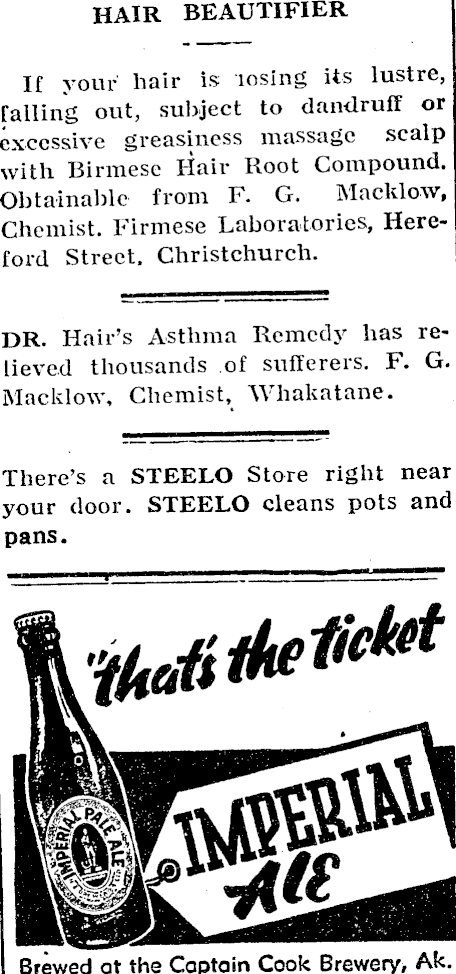 HAIR BEAUTIFIER
If your hair is losing its lustre,
falling out, subject to dandruff or
excessive greasiness massage scalp
with Birmese Hair Root Compound.
Obtainable from F. G. Macklow,
Chemist. Firmese Laboratories, Here-
ford Street, Christchurch.
DR. Hair's Asthma Remedy has re-
lieved thousands of sufferers. F. G.
Macklow, Chemist, Whakatane.
There's a STEELO Store right near
your door. STEELO cleans pots and
pans.
"that's the ticket
IMPERIAL
ALE
IMPERIAL PALE ALE
Brewed at the Captain Cook Brewery, Ak.